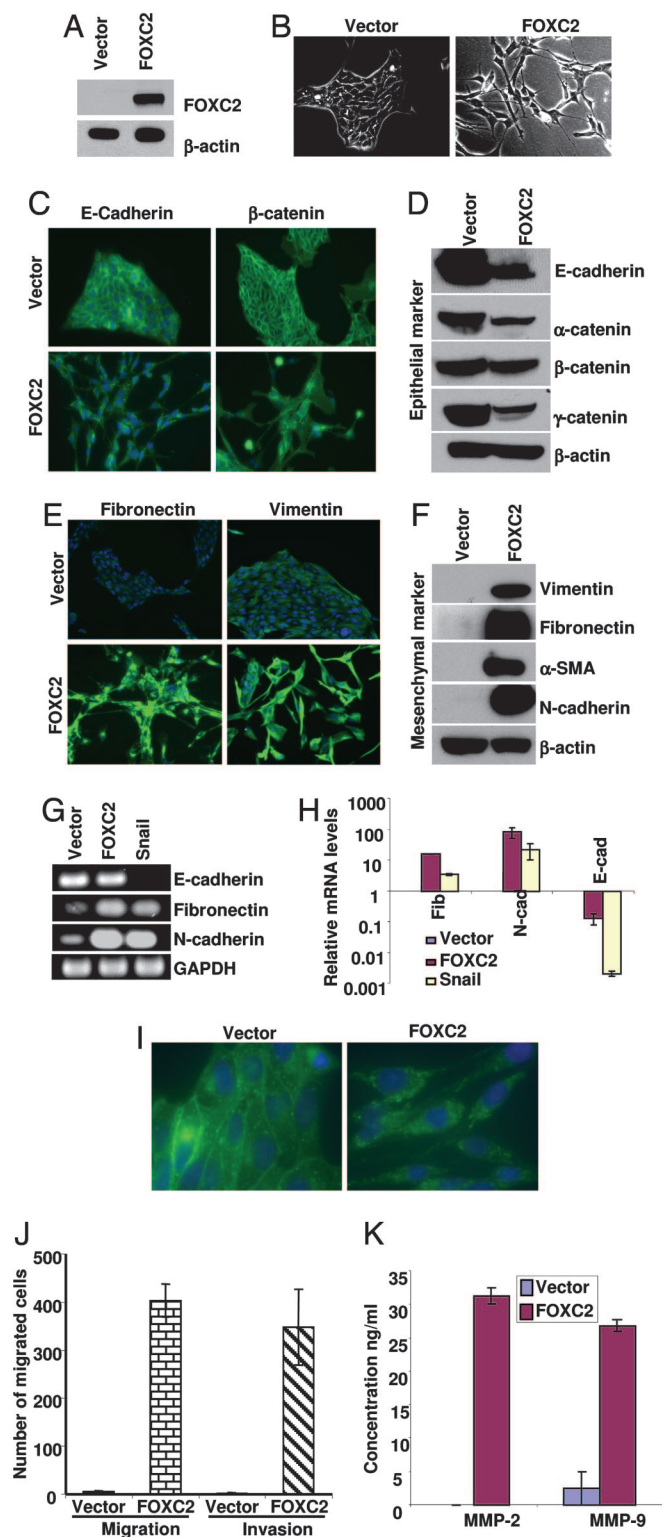 A
Vector
FOXC2
FOXC2
β-actin
B
Vector
FOXC2
C
E-Cadherin
β-catenin
Vector
FOXC2
D
Vector
FOXC2
Epithelial marker
E-cadherin
α-catenin
β-catenin
γ-catenin
β-actin
E
Fibronectin
Vimentin
Vector
FOXC2
F
Vector
FOXC2
Mesenchymal marker
Vimentin
Fibronectin
α-SMA
N-cadherin
β-actin
G
Vector
FOXC2
Snail
E-cadherin
Fibronectin
N-cadherin
GAPDH
H
Relative mRNA levels
1000
100
10
1
0.1
0.01
0.001
Fib
N-cad
E-cad
Vector
FOXC2
Snail
I
Vector
FOXC2
J
Number of migrated cells
500
400
300
200
100
0
Vector
FOXC2
Vector
FOXC2
Migration
Invasion
K
Concentration ng/ml
35
30
25
20
15
10
5
0
Vector
FOXC2
MMP-2
MMP-9